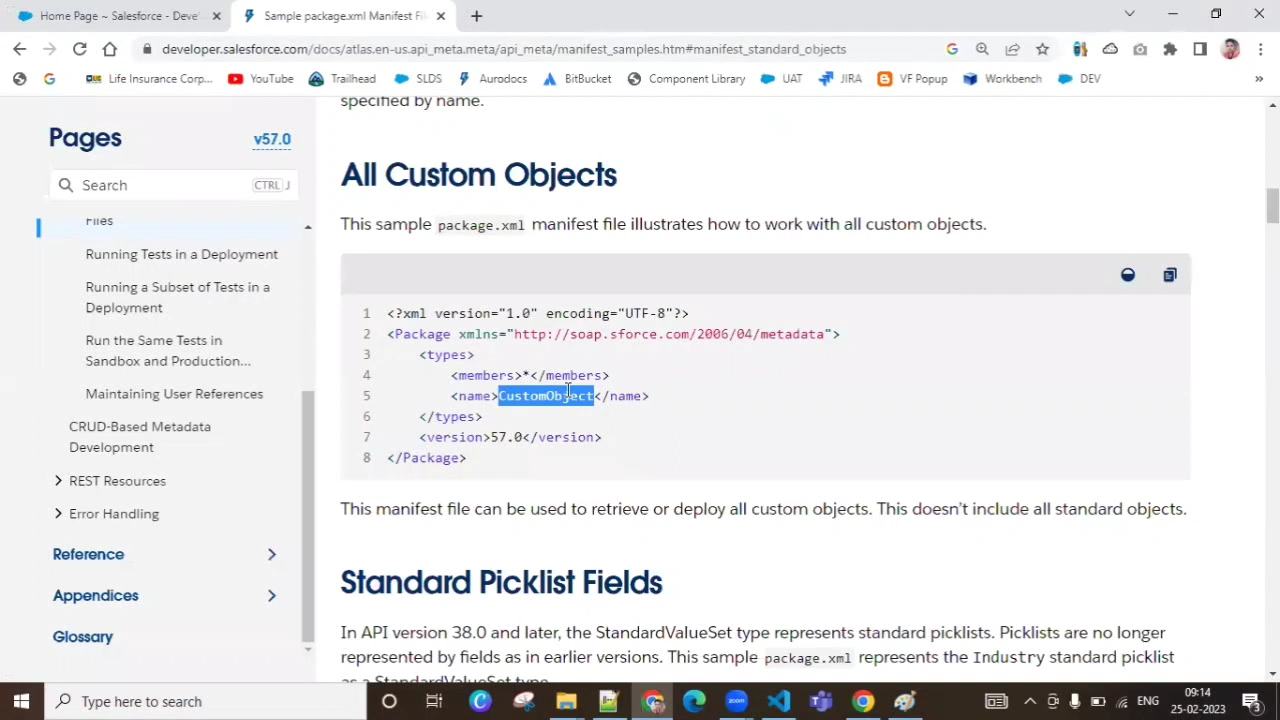 Home Page ~ Salesforce - Deve
Sample package.xml Manifest Fi
developer.salesforce.com/docs/atlas.en-us.api_meta.meta/api_meta/manifest_samples.htm#manifest_standard_objects
Life Insurance Corp...
YouTube
Trailhead
SLDS
Aurodocs
BitBucket
Component Library
UAT
JIRA
VF Popup
Workbench
DEV
»
Pages
v57.0
Search
CTRL J
Files
Running Tests in a Deployment
Running a Subset of Tests in a
Deployment
Run the Same Tests in
Sandbox and Production...
Maintaining User References
CRUD-Based Metadata
Development
REST Resources
Error Handling
Reference
Appendices
Glossary
specified by name.
All Custom Objects
This sample package.xml manifest file illustrates how to work with all custom objects.
1 <?xml version="1.0" encoding="UTF-8"?>
2 <Package xmlns="http://soap.sforce.com/2006/04/metadata">
3 <types>
4 <members>*</members>
5 <name>CustomObject</name>
6 </types>
7 <version>57.0</version>
8 </Package>
This manifest file can be used to retrieve or deploy all custom objects. This doesn't include all standard objects.
Standard Picklist Fields
In API version 38.0 and later, the StandardValueSet type represents standard picklists. Picklists are no longer
represented by fields as in earlier versions. This sample package.xml represents the Industry standard picklist
as a StandardValueSet type.
Type here to search
zoom
ENG
09:14
25-02-2023
3